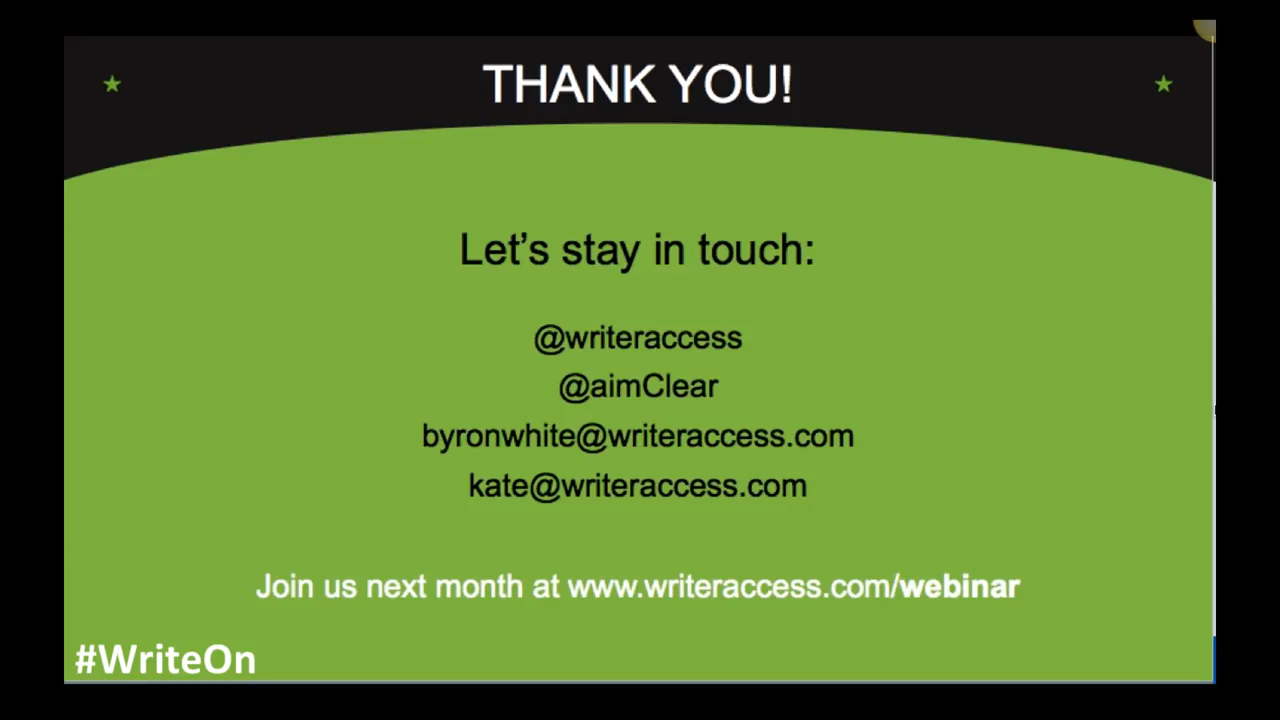 THANK YOU!
Let's stay in touch:
@writeraccess
@aimClear
byronwhite@writeraccess.com
kate@writeraccess.com
Join us next month at www.writeraccess.com/webinar
#WriteOn